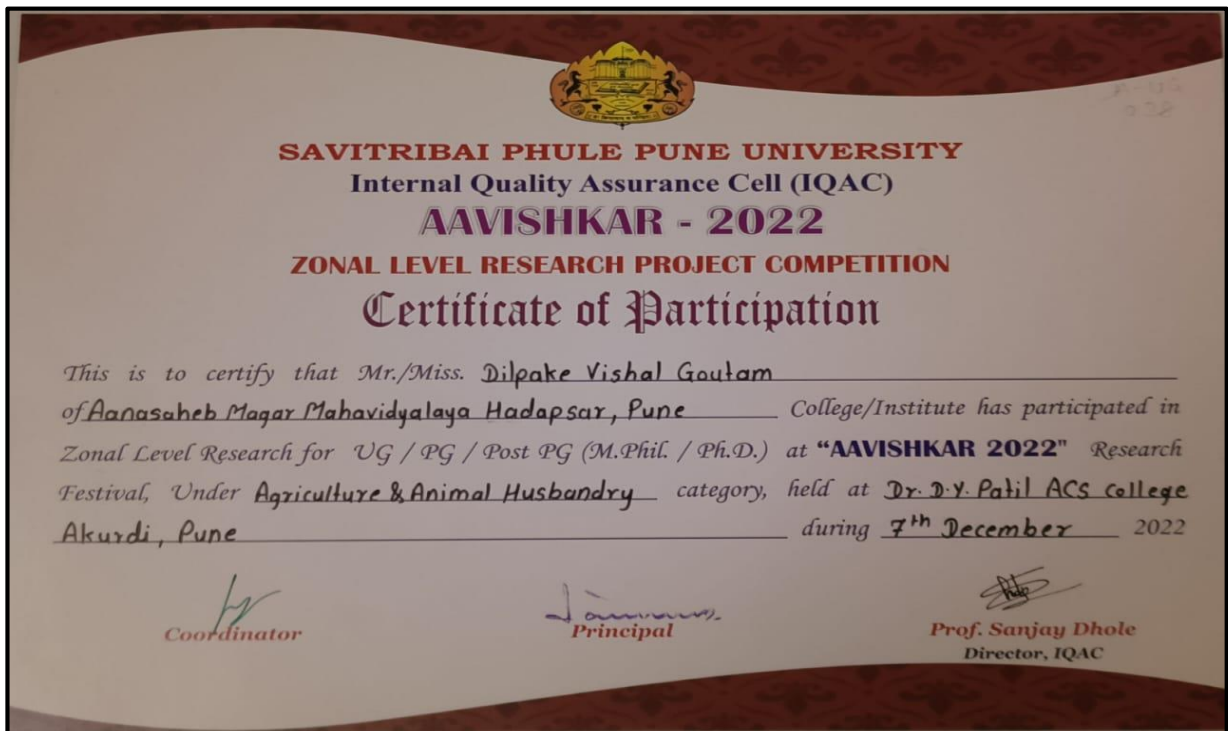 SAVITRIBAI PHULE PUNE UNIVERSITY
Internal Quality Assurance Cell (IQAC)
AAVISHKAR - 2022
ZONAL LEVEL RESEARCH PROJECT COMPETITION
Certificate of Participation
This is to certify that Mr./Miss. Dilpake Vishal Goutam
of Aanasaheb Magar Mahavidyalaya Hadapsar, Pune College/Institute has participated in
Zonal Level Research for UG / PG / Post PG (M.Phil. / Ph.D.) at "AAVISHKAR 2022" Research
Festival, Under Agriculture & Animal Husbandry category, held at Dr. D.Y. Patil ACS college
Akurdi, Pune during 7th December 2022
Coordinator
Principal
Prof. Sanjay Dhole
Director, IQAC